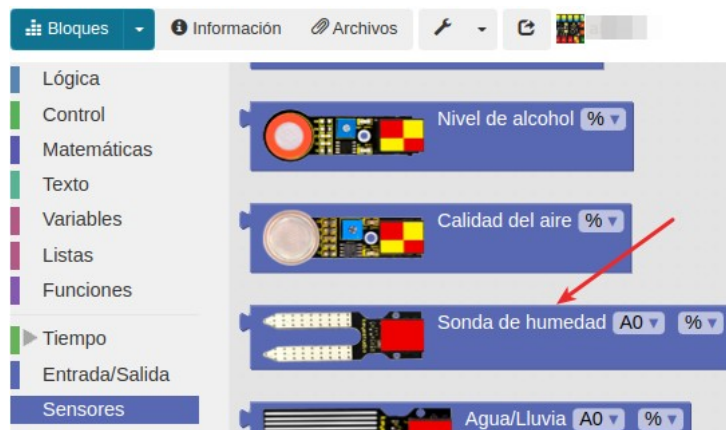 Bloques Información Archivos
Lógica
Control
Matemáticas
Texto
Variables
Listas
Funciones
Tiempo
Entrada/Salida
Sensores
Nivel de alcohol %
Calidad del aire %
Sonda de humedad A0 %
Agua/Lluvia A0 %